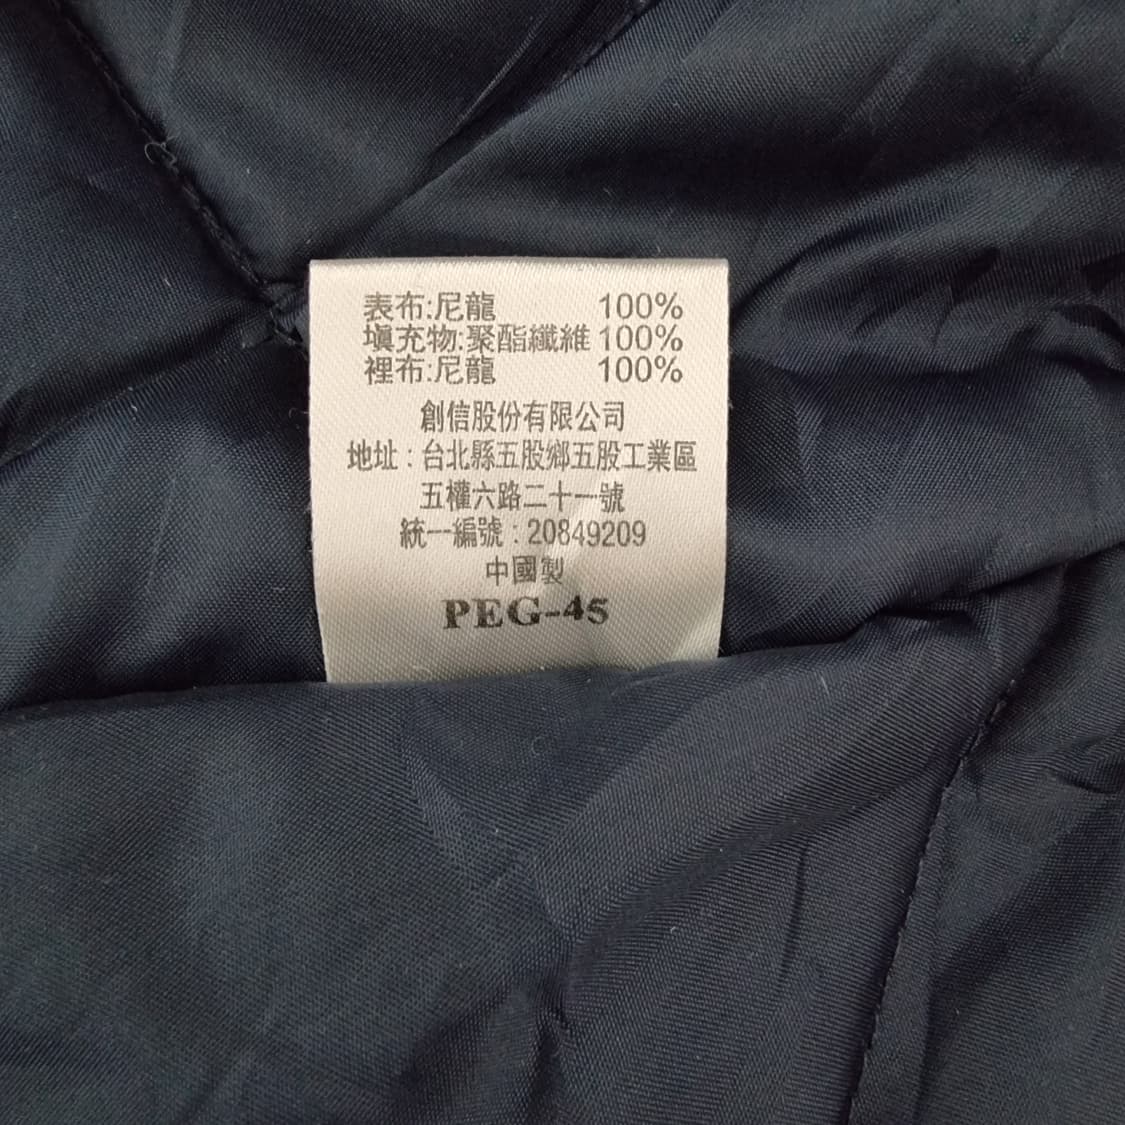 表布:尼龍 100%
填充物:聚酯纖維 100%
裡布:尼龍 100%
創信股份有限公司
地址:台北縣五股鄉五股工業區
五權六路二十一號
統一編號:20849209
中國製
PEG-45